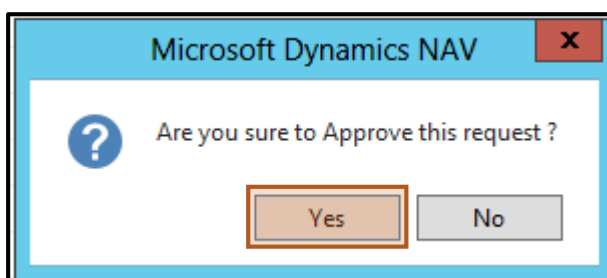 Microsoft Dynamics NAV
x
Are you sure to Approve this request ?
Yes
No